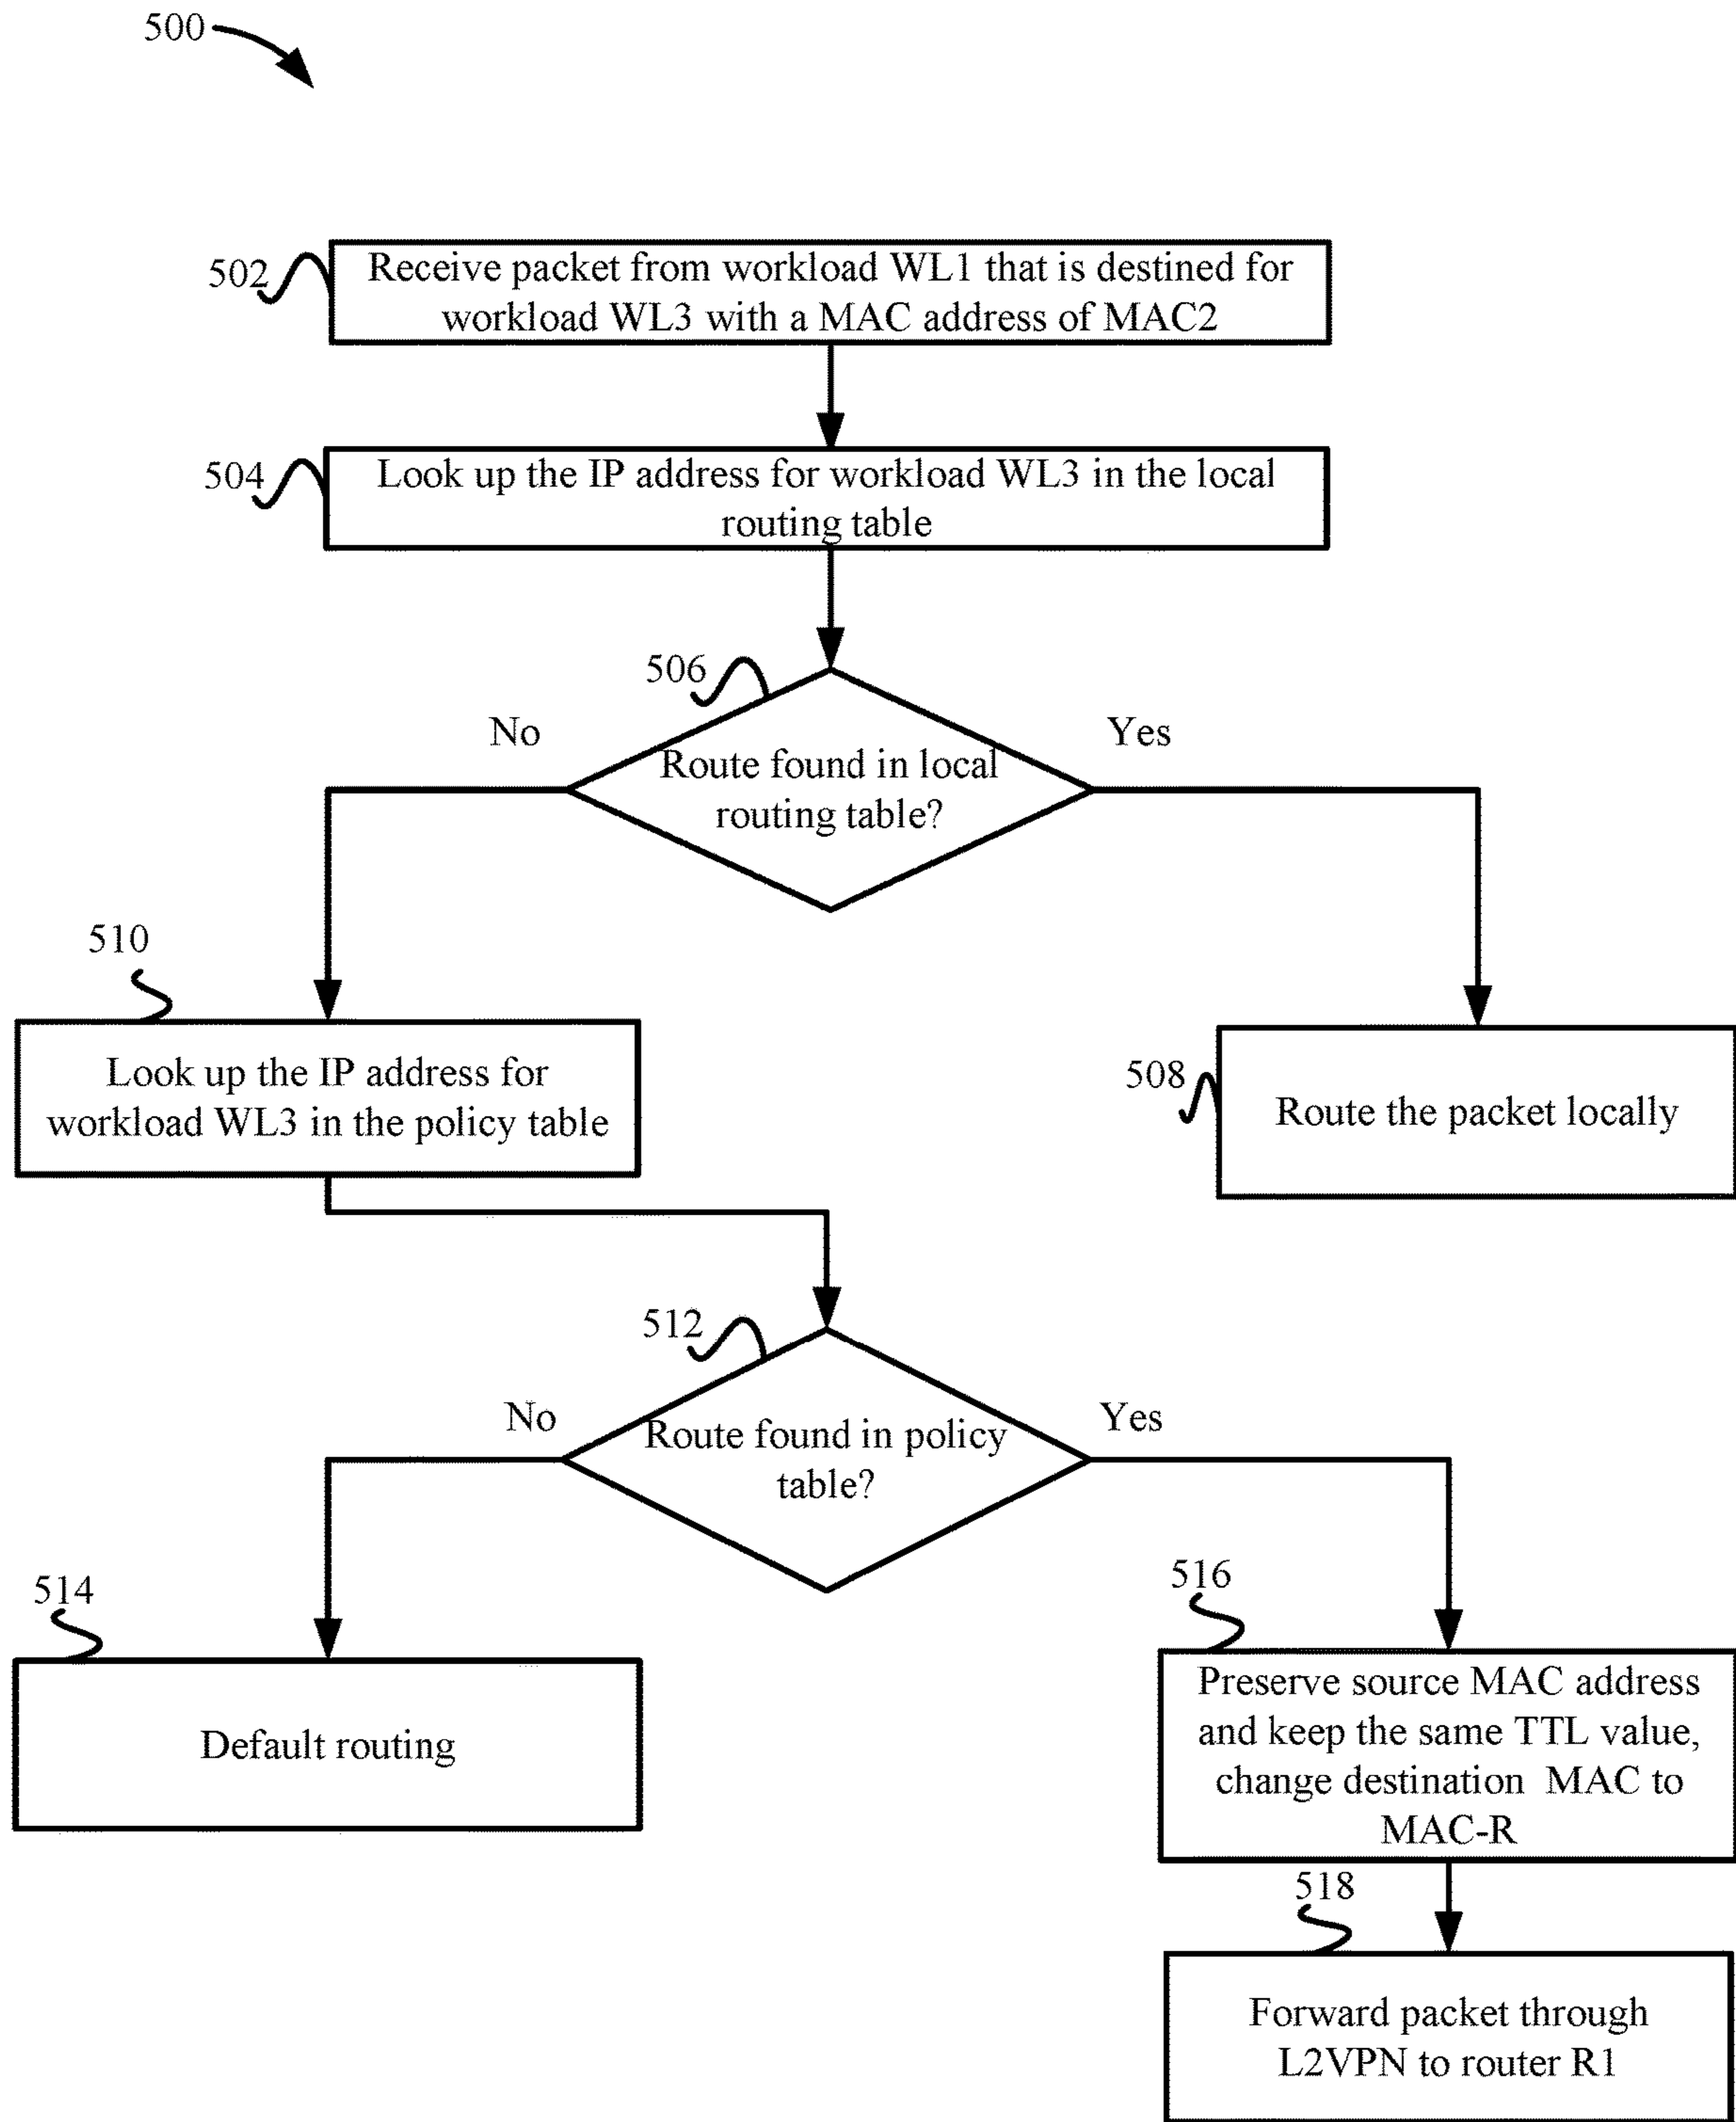 500
502
Receive packet from workload WL1 that is destined for
workload WL3 with a MAC address of MAC2
504
Look up the IP address for workload WL3 in the local
routing table
506
No
Yes
Route found in local
routing table?
510
Look up the IP address for
workload WL3 in the policy table
508
Route the packet locally
512
No
Yes
Route found in policy
table?
514
Default routing
516
Preserve source MAC address
and keep the same TTL value,
change destination MAC to
MAC-R
518
Forward packet through
L2VPN to router R1